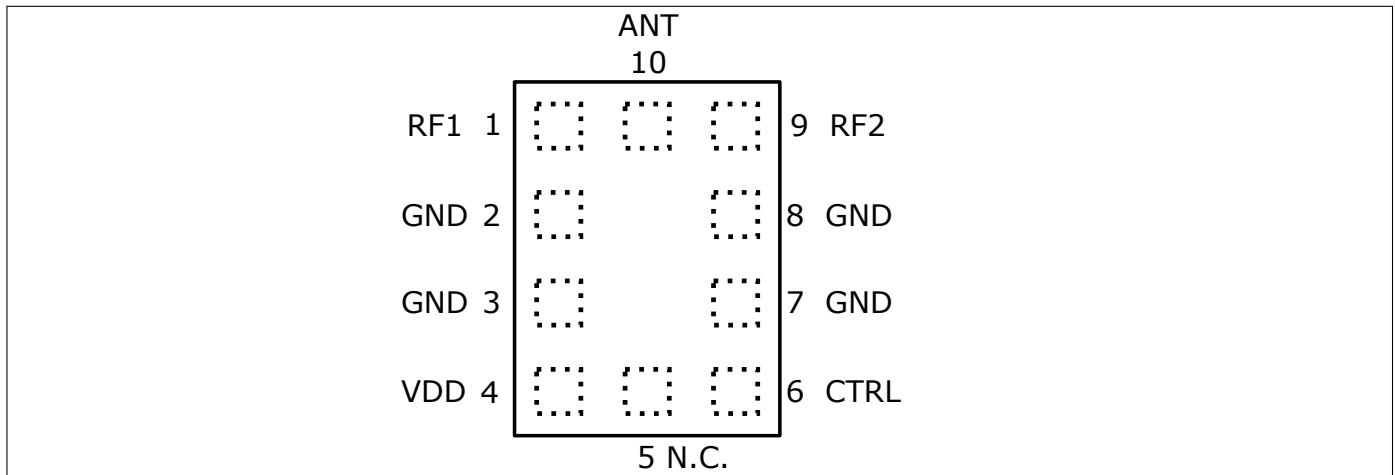 ANT
10
RF1 1 9 RF2
GND 2 8 GND
GND 3 7 GND
VDD 4 6 CTRL
5 N.C.